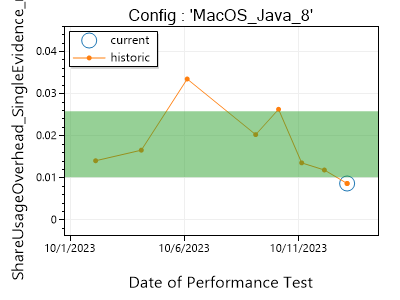 Config : 'MacOS_Java_8'
current
historic
0.04
0.03
0.02
0.01
0
10/1/2023
10/6/2023
10/11/2023
Date of Performance Test
ShareUsageOverhead_SingleEvidence_